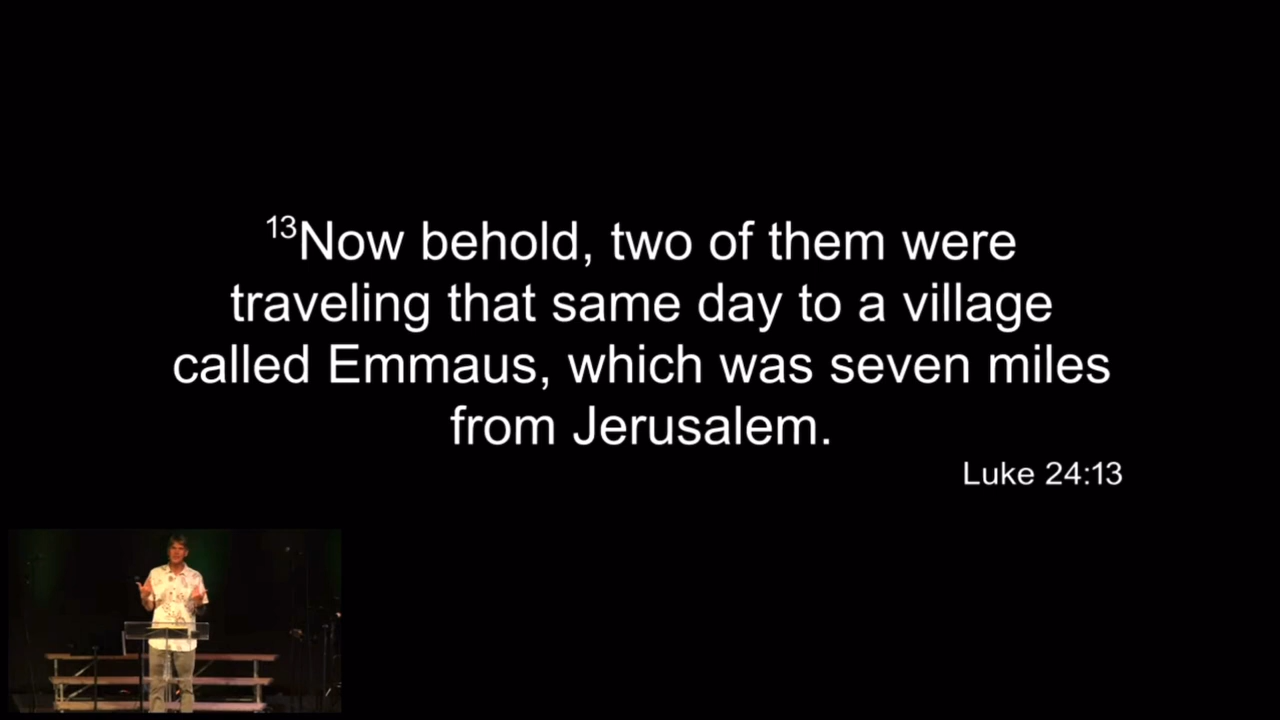 ¹³Now behold, two of them were
traveling that same day to a village
called Emmaus, which was seven miles
from Jerusalem.
Luke 24:13